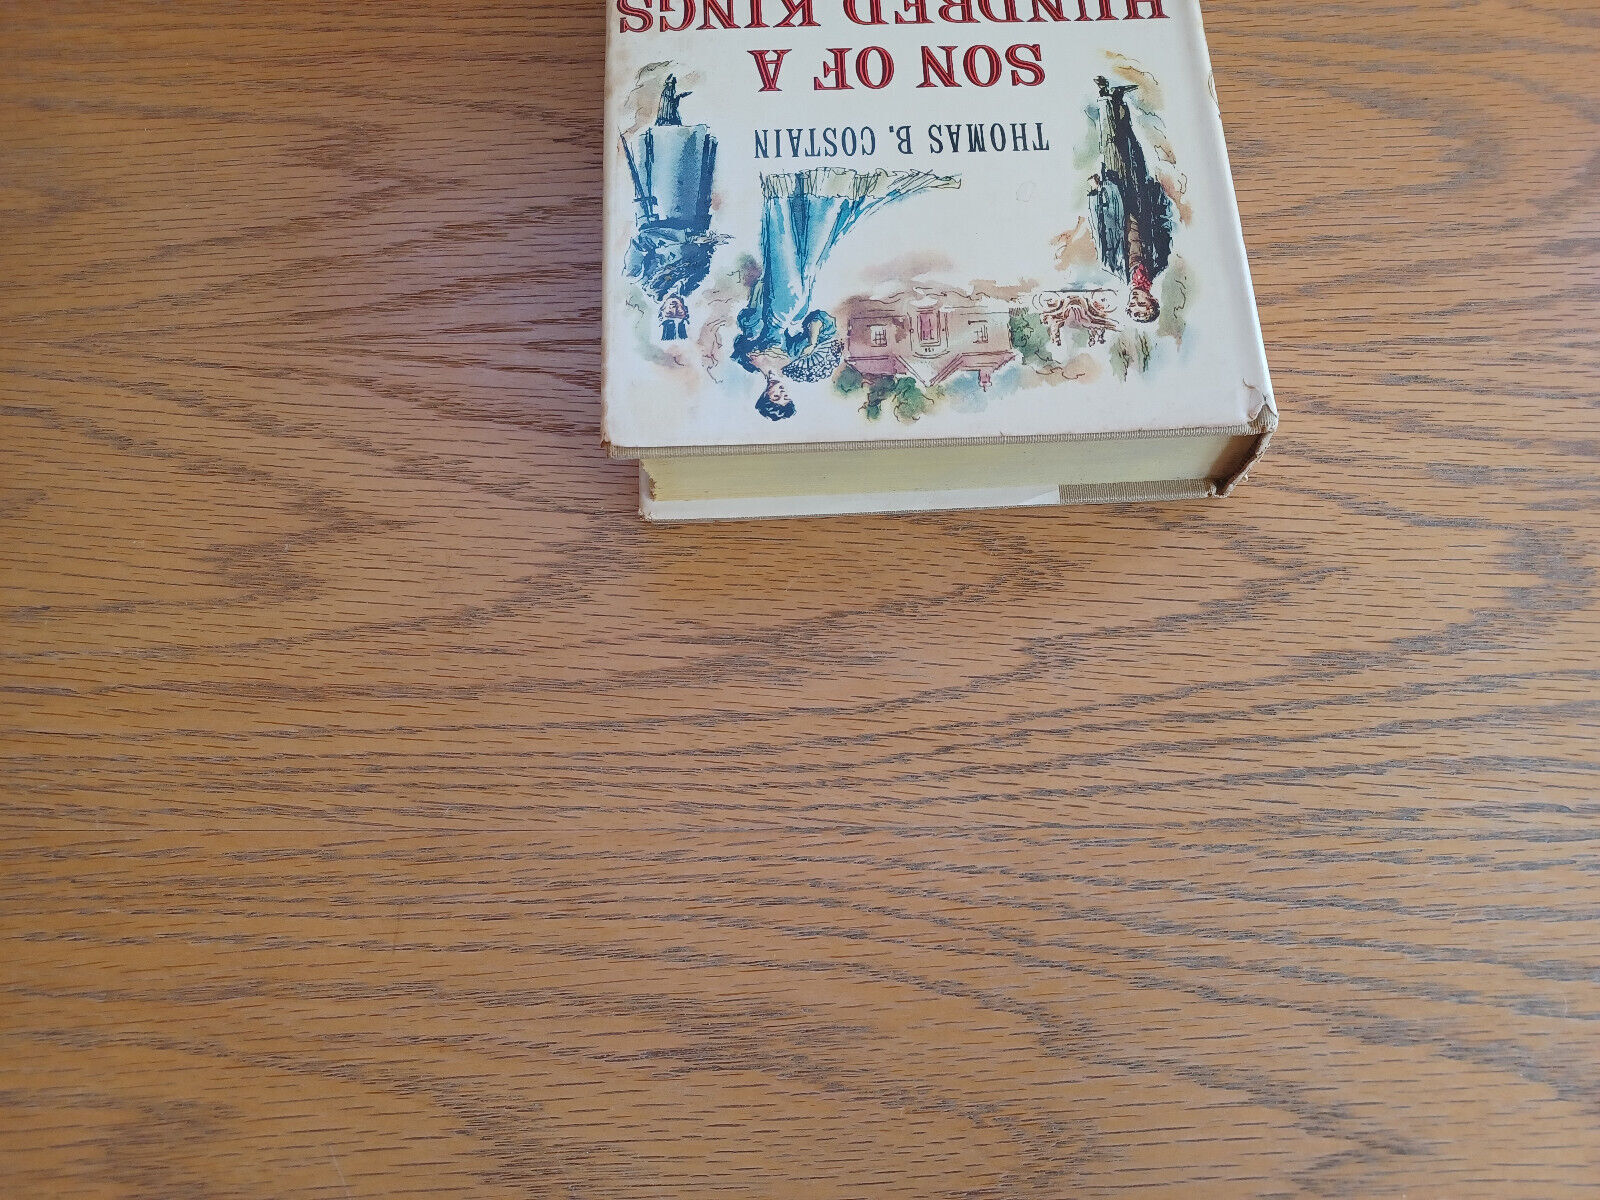 THOMAS B. COSTAIN
SON OF A
HUNDRED KINGS